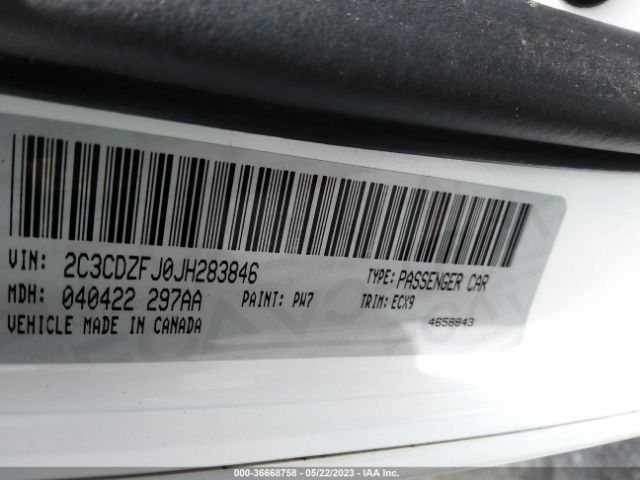 VIN: 2C3CDZFJ0JH283846 TYPE: PASSENGER CAR
MDH: 040422 297AA PAINT: PW7 TRIM: ECX9
VEHICLE MADE IN CANADA 4658843
000-36668758 - 05/22/2023 - IAA Inc.